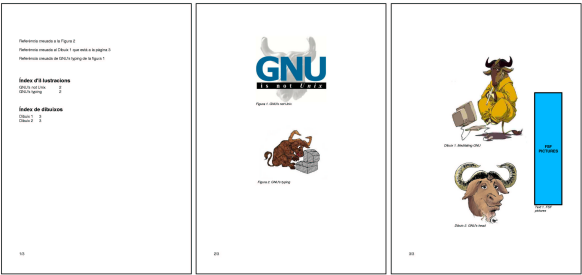 Referència creuada a la Figura 2
Referència creuada al Dibuix 1 que està a la pàgina 3
Referència creuada de GNU's typing de la figura 1
Índex d'il·lustracions
GNU's not Unix 2
GNU's typing 2
Índex de dibuixos
Dibuix 1 3
Dibuix 2 3
1/3
GNU
is not Unix
Figura 1: GNU's not Unix
Figura 2: GNU's typing
2/3
Dibuix 1: Meditating GNU
FSF
PICTURES
Text 1: FSF
pictures
Dibuix 2: GNU's head
3/3